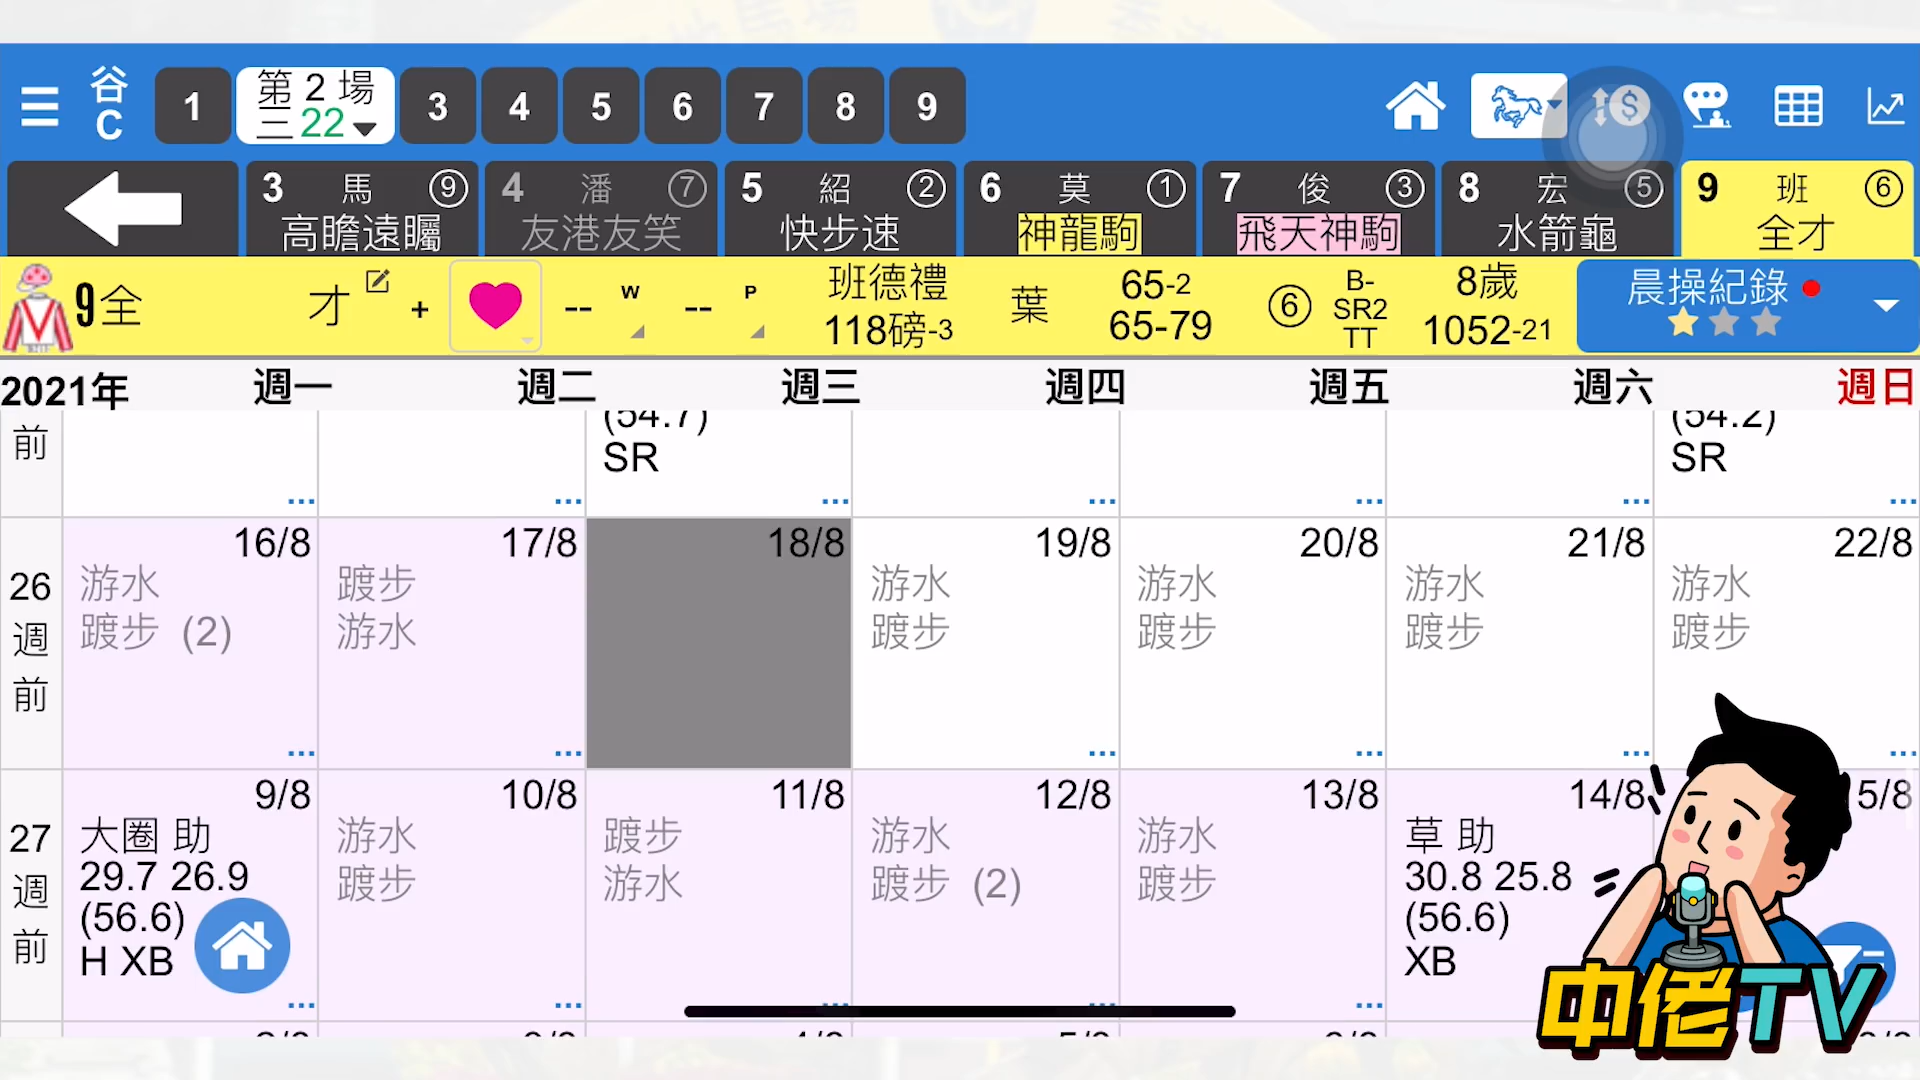 谷 C
1
第 2 場
三 22
3
4
5
6
7
8
9
3 馬 ⑨
高瞻遠矚
4 潘 ⑦
友港友笑
5 紹 ②
快步速
6 莫 ①
神龍駒
7 俊 ③
飛天神駒
8 宏 ⑤
水箭龜
9 班 ⑥
全才
9 全 才 +
-- W
-- P
班德禮
118磅-3
葉
65-2
65-79
⑥
B-
SR2
TT
8歲
1052-21
晨操紀錄
2021年 週一 週二 週三 週四 週五 週六 週日
前
(54.7)
SR
(54.2)
SR
... ... ... ... ... ... ...
26週前
16/8
游水
踱步 (2)
...
17/8
踱步
游水
...
18/8
19/8
游水
踱步
...
20/8
游水
踱步
...
21/8
游水
踱步
...
22/8
游水
踱步
...
27週前
9/8
大圈 助
29.7 26.9
(56.6)
H XB
...
10/8
游水
踱步
...
11/8
踱步
游水
...
12/8
游水
踱步 (2)
...
13/8
游水
踱步
...
14/8
草 助
30.8 25.8
(56.6)
XB
5/8
中佬TV